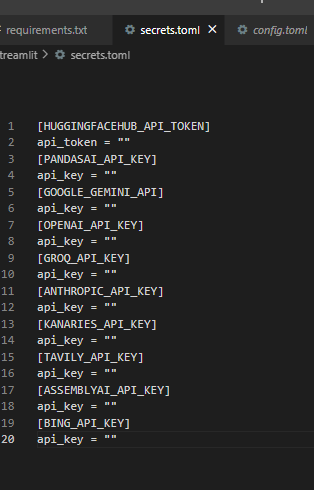 requirements.txt secrets.toml config.toml
treamlit > secrets.toml
1 [HUGGINGFACEHUB_API_TOKEN]
2 api_token = ""
3 [PANDASAI_API_KEY]
4 api_key = ""
5 [GOOGLE_GEMINI_API]
6 api_key = ""
7 [OPENAI_API_KEY]
8 api_key = ""
9 [GROQ_API_KEY]
10 api_key = ""
11 [ANTHROPIC_API_KEY]
12 api_key = ""
13 [KANARIES_API_KEY]
14 api_key = ""
15 [TAVILY_API_KEY]
16 api_key = ""
17 [ASSEMBLYAI_API_KEY]
18 api_key = ""
19 [BING_API_KEY]
20 api_key = ""